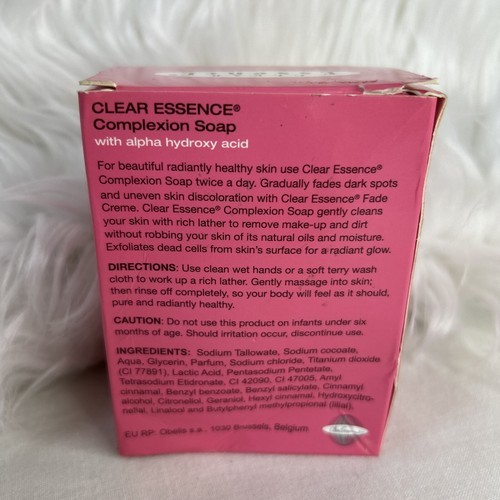 CLEAR ESSENCE®
Complexion Soap
with alpha hydroxy acid
For beautiful radiantly healthy skin use Clear Essence®
Complexion Soap twice a day. Gradually fades dark spots
and uneven skin discoloration with Clear Essence® Fade
Creme. Clear Essence® Complexion Soap gently cleans
your skin with rich lather to remove make-up and dirt
without robbing your skin of its natural oils and moisture.
Exfoliates dead cells from skin's surface for a radiant glow.
DIRECTIONS: Use clean wet hands or a soft terry wash
cloth to work up a rich lather. Gently massage into skin;
then rinse off completely, so your body will feel as it should,
pure and radiantly healthy.
CAUTION: Do not use this product on infants under six
months of age. Should irritation occur, discontinue use.
INGREDIENTS: Sodium Tallowate, Sodium cocoate,
Aqua, Glycerin, Parfum, Sodium chloride, Titanium dioxide
(CI 77891), Lactic Acid, Pentasodium Pentelate,
Tetrasodium Etidronate, CI 42090, CI 47005, Amyl
cinnamal, Benzyl benzoate, Benzyl salicylate, Cinnamyl
alcohol, Citronellol, Geraniol, Hexyl cinnamal, Hydroxycitro-
nellel, Linalool and Butylphenyl methylpropional (lilial).
EU RP: Obelis s.a., 1030 Brussels, Belgium